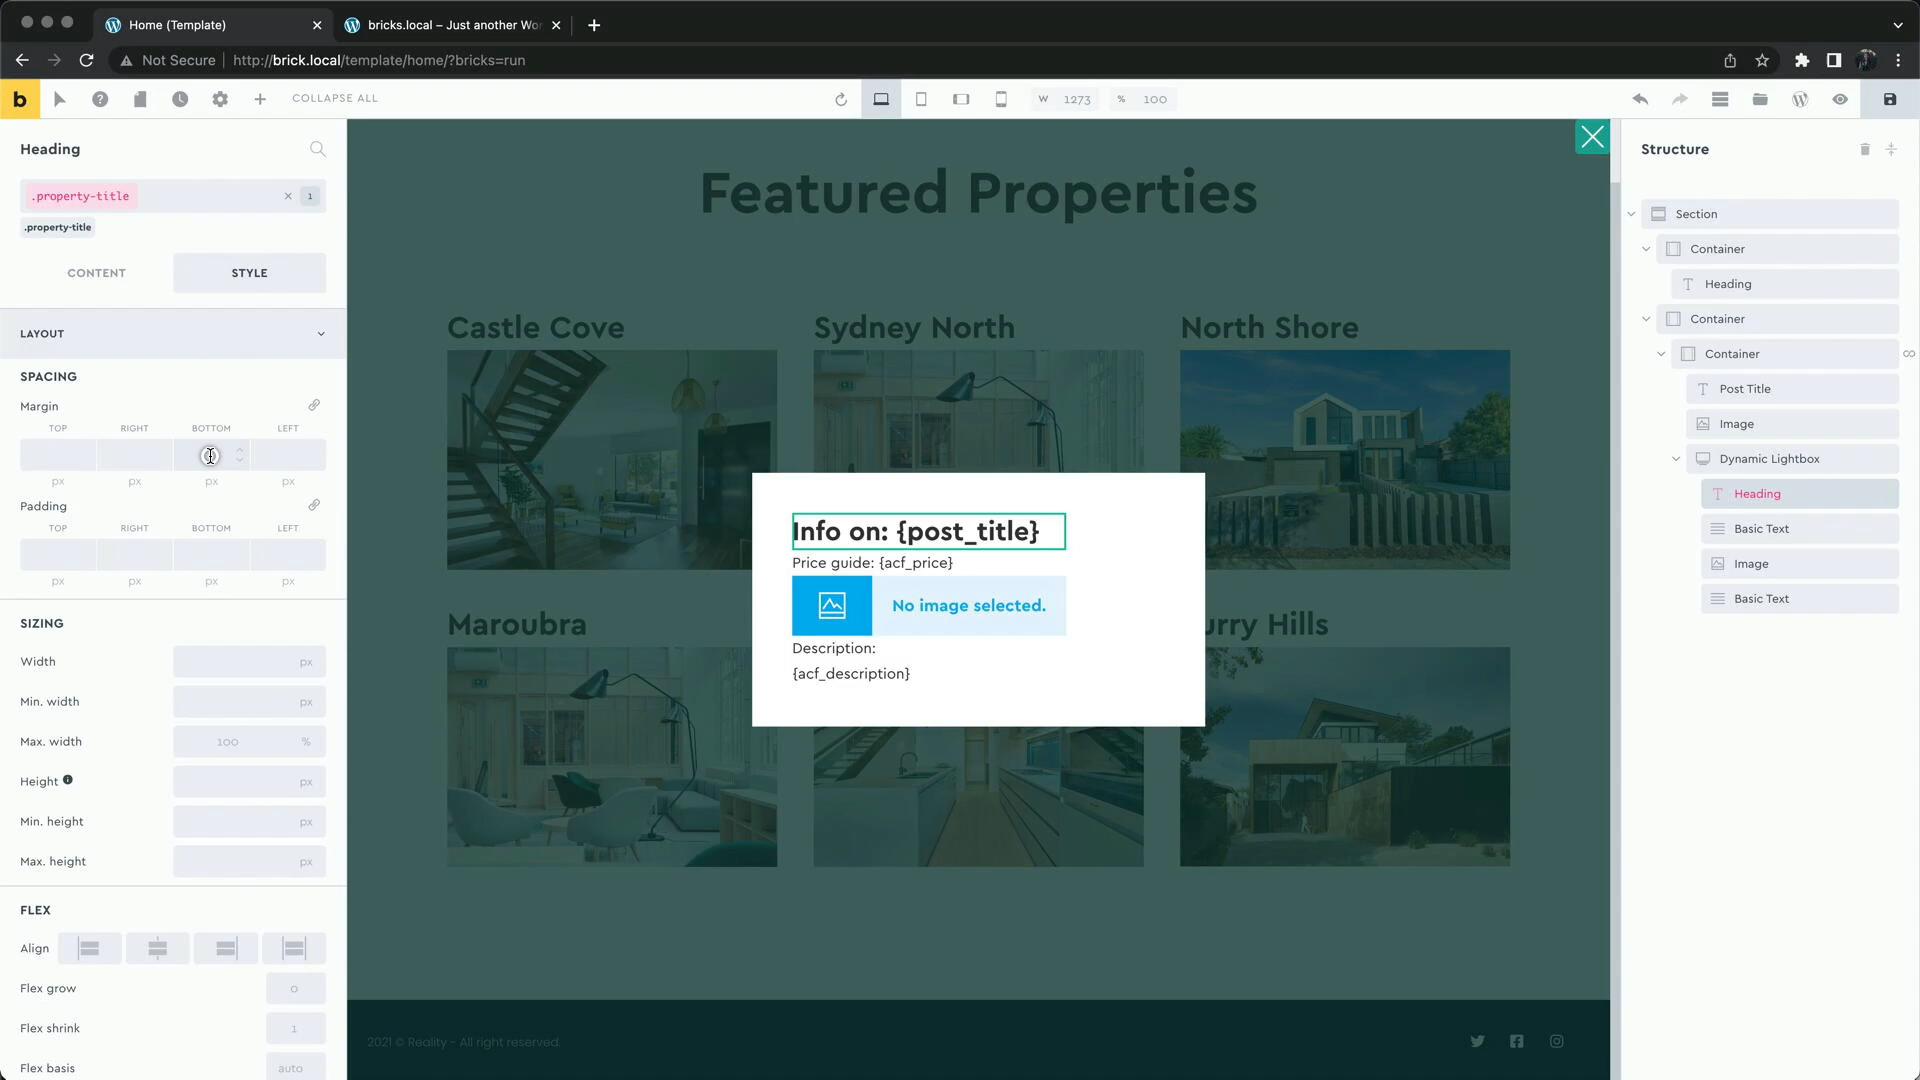 Home (Template)
bricks.local – Just another Wo
Not Secure
http://brick.local/template/home/?bricks=run
b
COLLAPSE ALL
W 1273 % 100
Heading
.property-title
1
.property-title
CONTENT
STYLE
LAYOUT
SPACING
Margin
TOP RIGHT BOTTOM LEFT
px px px px
Padding
TOP RIGHT BOTTOM LEFT
px px px px
SIZING
Width px
Min. width px
Max. width 100 %
Height px
Min. height px
Max. height px
FLEX
Align
Flex grow 0
Flex shrink 1
Flex basis auto
Featured Properties
Castle Cove
Sydney North
North Shore
Maroubra
urry Hills
Info on: {post_title}
Price guide: {acf_price}
No image selected.
Description:
{acf_description}
2021 © Reality - All right reserved.
Structure
Section
Container
Heading
Container
Container
Post Title
Image
Dynamic Lightbox
Heading
Basic Text
Image
Basic Text